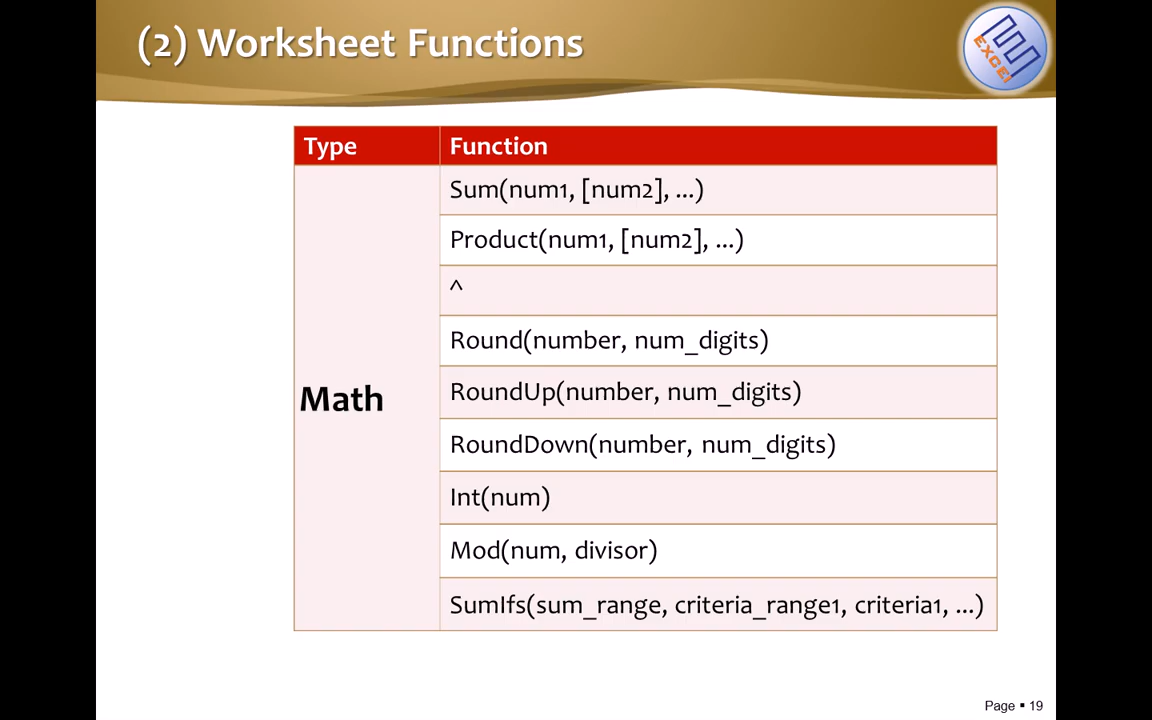 (2) Worksheet Functions
EXCEL
Type Function
Math
Sum(num1, [num2], ...)
Product(num1, [num2], ...)
^
Round(number, num_digits)
RoundUp(number, num_digits)
RoundDown(number, num_digits)
Int(num)
Mod(num, divisor)
SumIfs(sum_range, criteria_range1, criteria1, ...)
Page ▪ 19